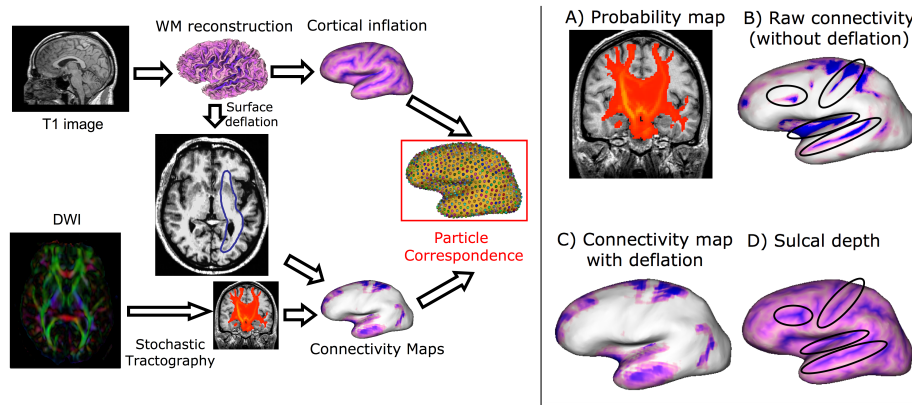 WM reconstruction
Cortical inflation
T1 image
Surface
deflation
DWI
Particle
Correspondence
Stochastic
Tractography
Connectivity Maps
A) Probability map
B) Raw connectivity
(without deflation)
L
C) Connectivity map
with deflation
D) Sulcal depth